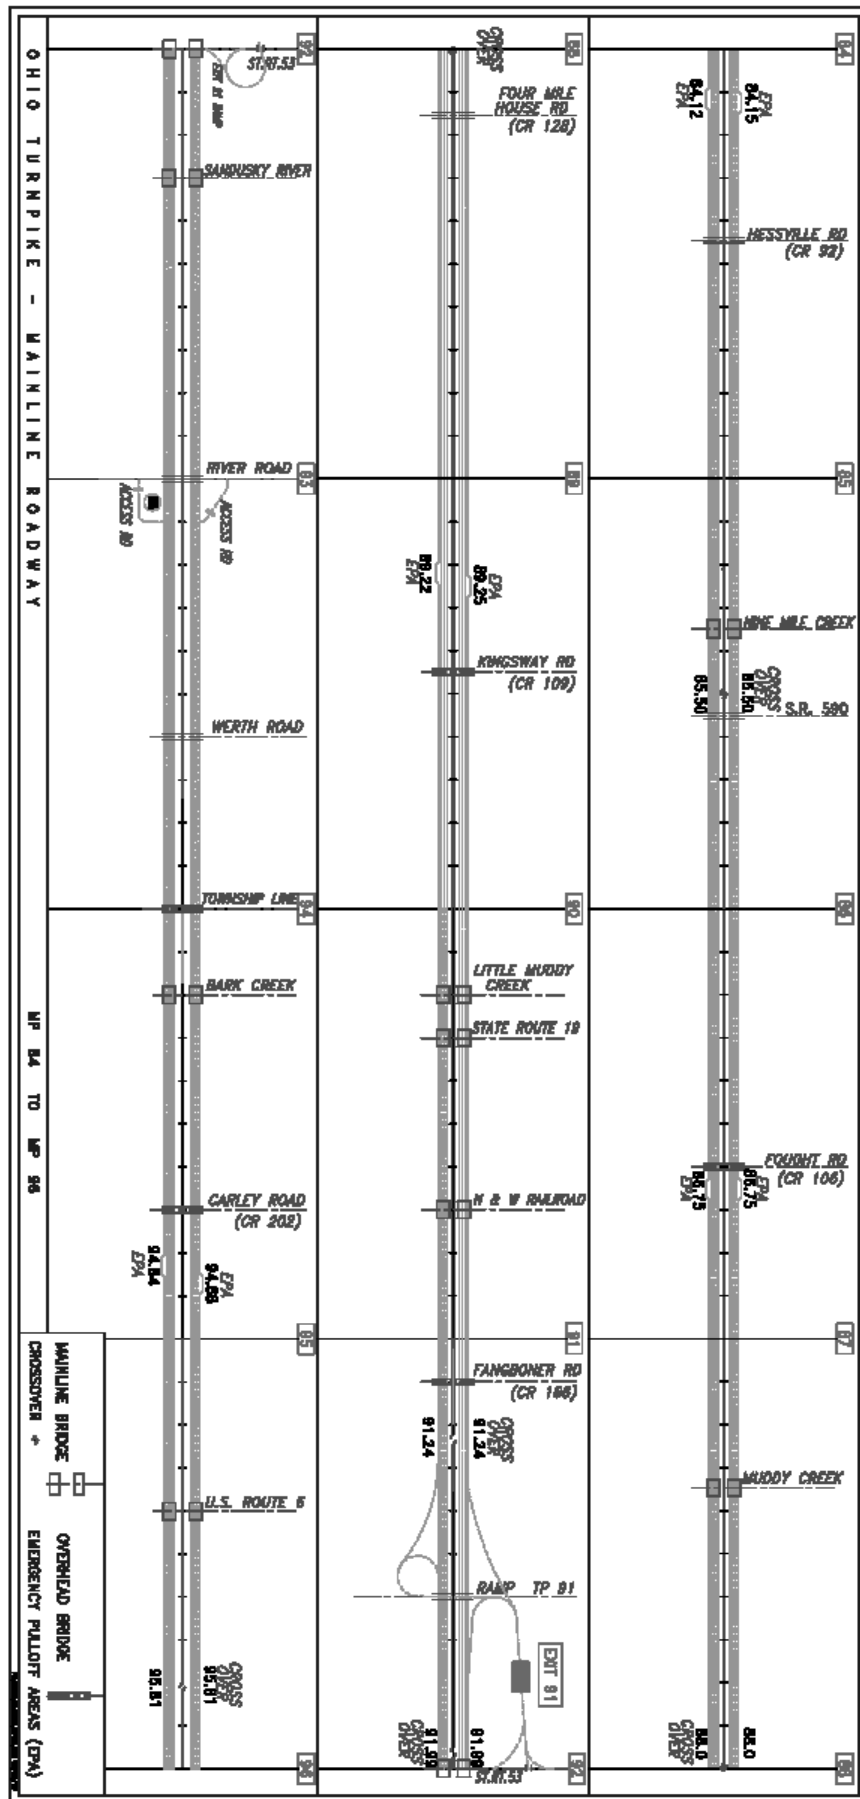 84
EPA
84.15
84.12
EPA
HESSVILLE RD
(CR 92)
85
NINE MILE CREEK
CROSS
OVER
85.50
85.50
S.R. 590
86
FOUGHT RD
(CR 106)
EPA
86.75
86.75
EPA
87
MUDDY CREEK
CROSS
OVER
88.0
88.0
88
88
CROSS
OVER
FOUR MILE
HOUSE RD
(CR 128)
89
EPA
89.25
89.22
EPA
KINGSWAY RD
(CR 109)
90
LITTLE MUDDY
CREEK
STATE ROUTE 19
N & W RAILROAD
91
FANGBONER RD
CROSS
OVER
91.24
91.24
RAMP TP 91
EXIT 91
CROSS
OVER
91.99
91.99
ST.RT.53
92
92
ST.RT.53
EXIT 91 RAMP
SANDUSKY RIVER
93
RIVER ROAD
ACCESS RD
ACCESS RD
WERTH ROAD
94
TOWNSHIP LINE
BARK CREEK
CARLEY ROAD
(CR 202)
EPA
EPA
95
U.S. ROUTE 6
CROSS
OVER
95.81
95.81
96
OHIO TURNPIKE - MAINLINE ROADWAY
MP 84 TO MP 96
MAINLINE BRIDGE
OVERHEAD BRIDGE
CROSSOVER
EMERGENCY PULLOFF AREAS (EPA)